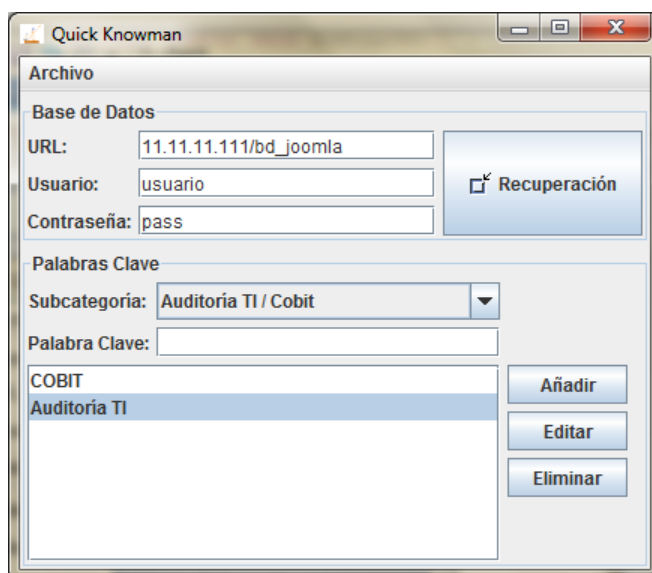 Quick Knowman
Archivo
Base de Datos
URL: 11.11.11.111/bd_joomla
Usuario: usuario
Contraseña: pass
Recuperación
Palabras Clave
Subcategoría: Auditoría TI / Cobit
Palabra Clave:
COBIT
Auditoria TI
Añadir
Editar
Eliminar